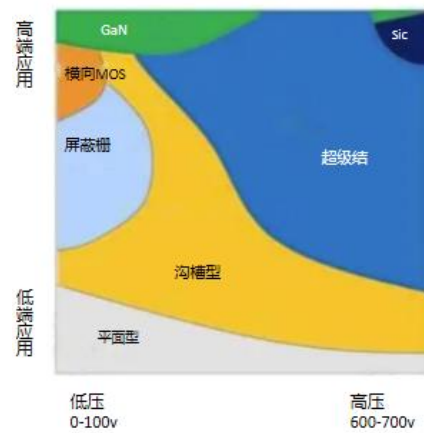 高端应用
GaN
Sic
横向MOS
屏蔽栅
超级结
沟槽型
低端应用
平面型
低压
0-100v
高压
600-700v